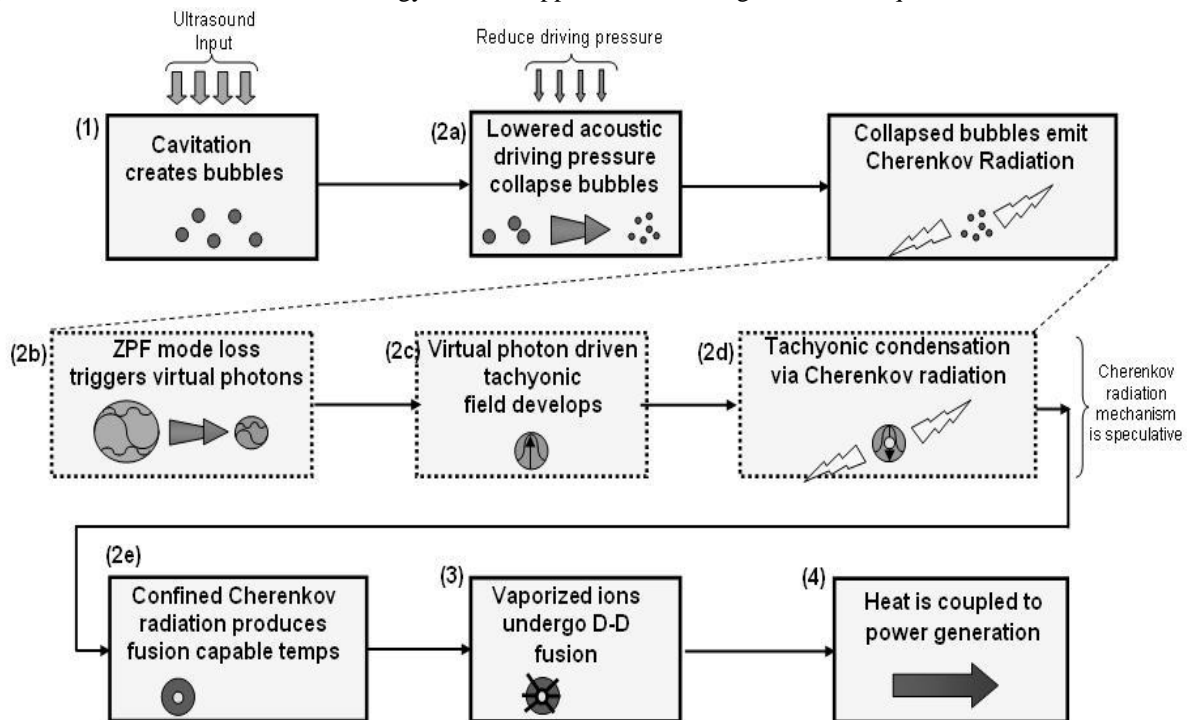 Ultrasound
Input
Reduce driving pressure
(1)
Cavitation
creates bubbles
(2a)
Lowered acoustic
driving pressure
collapse bubbles
Collapsed bubbles emit
Cherenkov Radiation
(2b)
ZPF mode loss
triggers virtual photons
(2c)
Virtual photon driven
tachyonic
field develops
(2d)
Tachyonic condensation
via Cherenkov radiation
Cherenkov
radiation
mechanism
is speculative
(2e)
Confined Cherenkov
radiation produces
fusion capable temps
(3)
Vaporized ions
undergo D-D
fusion
(4)
Heat is coupled to
power generation